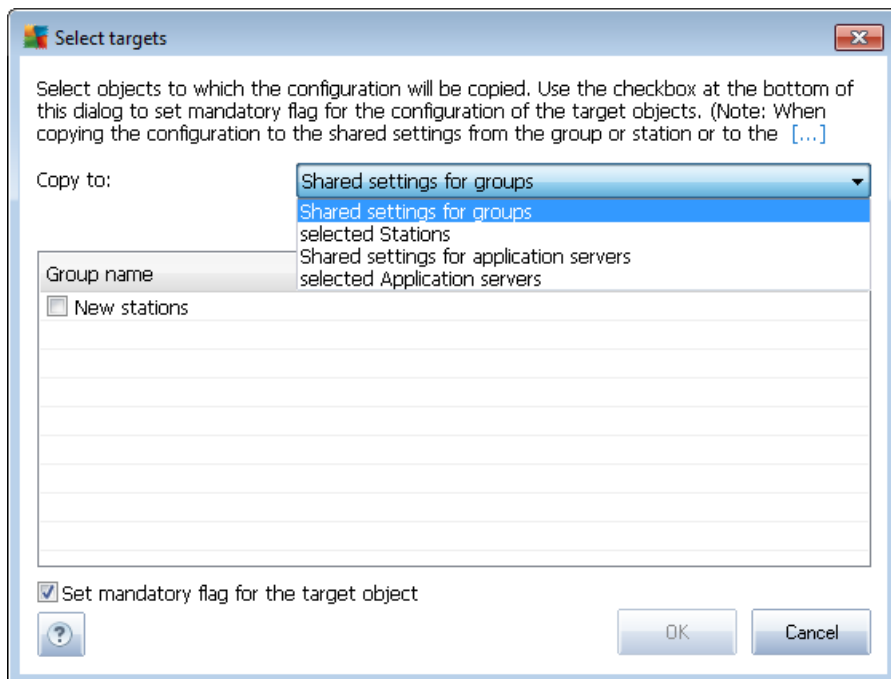 Select targets
Select objects to which the configuration will be copied. Use the checkbox at the bottom of
this dialog to set mandatory flag for the configuration of the target objects. (Note: When
copying the configuration to the shared settings from the group or station or to the [...]
Copy to:
Shared settings for groups
Shared settings for groups
selected Stations
Shared settings for application servers
selected Application servers
Group name
New stations
Set mandatory flag for the target object
?
OK
Cancel